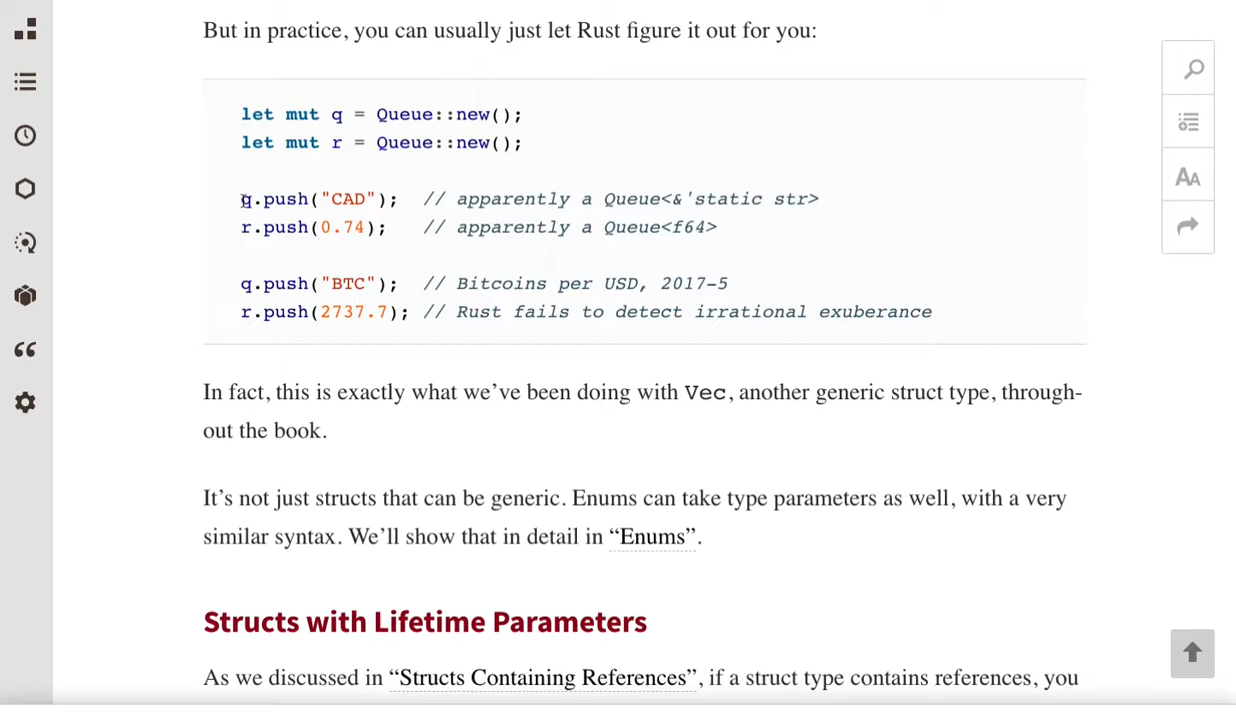 But in practice, you can usually just let Rust figure it out for you:
let mut q = Queue::new();
let mut r = Queue::new();
q.push("CAD");  // apparently a Queue<&'static str>
r.push(0.74);   // apparently a Queue<f64>
q.push("BTC");  // Bitcoins per USD, 2017-5
r.push(2737.7); // Rust fails to detect irrational exuberance
In fact, this is exactly what we’ve been doing with Vec, another generic struct type, through-
out the book.
It’s not just structs that can be generic. Enums can take type parameters as well, with a very
similar syntax. We’ll show that in detail in “Enums”.
Structs with Lifetime Parameters
As we discussed in “Structs Containing References”, if a struct type contains references, you
AA